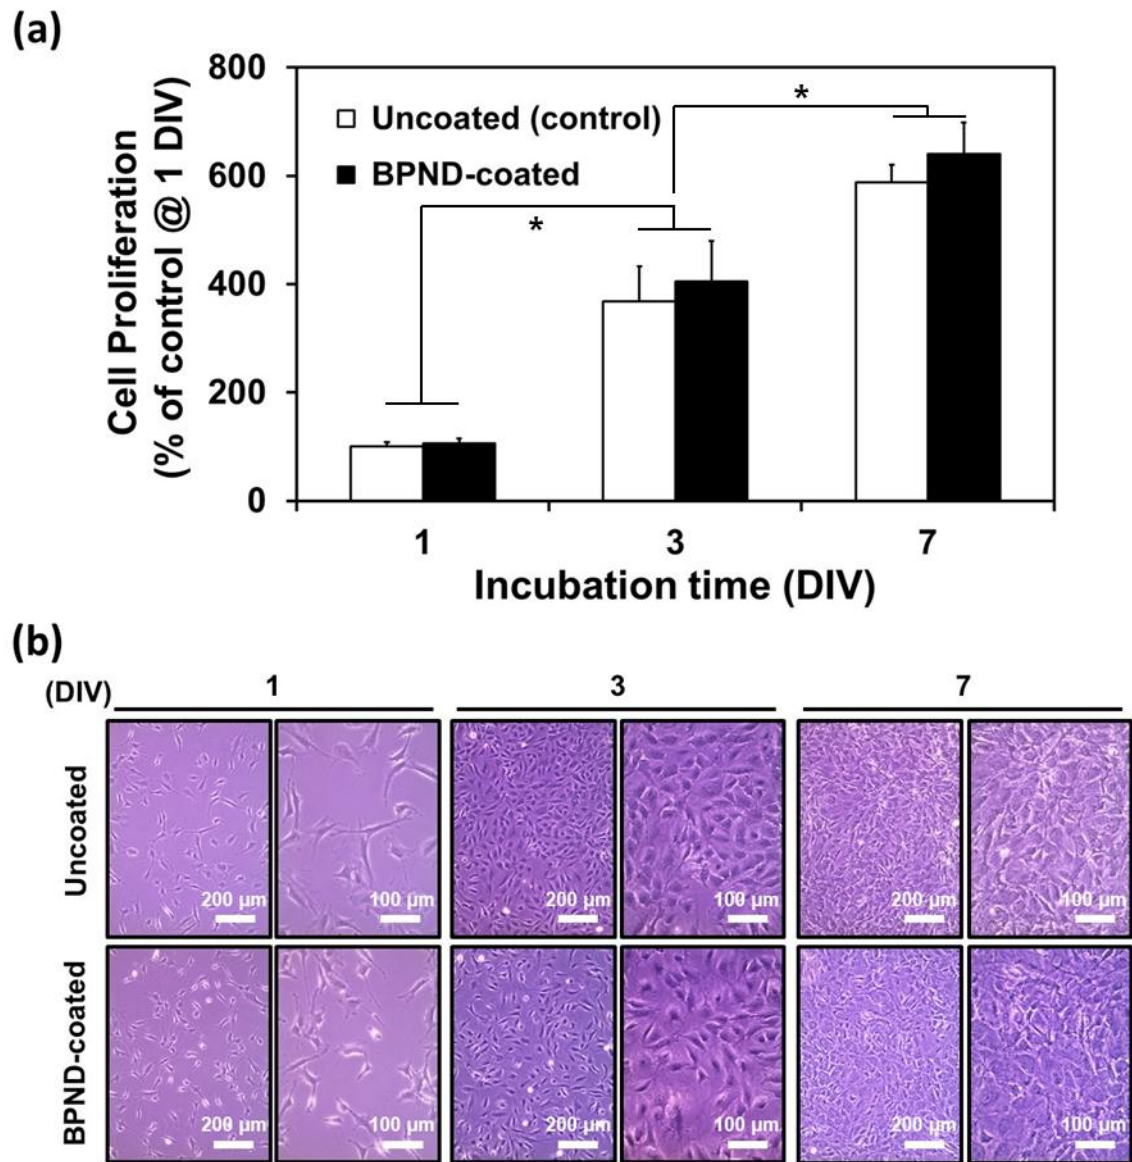 (a)
800
600
400
200
0
Cell Proliferation
(% of control @ 1 DIV)
Uncoated (control)
BPND-coated
*
*
1 3 7
Incubation time (DIV)
(b)
(DIV) 1 3 7
Uncoated
200 µm 100 µm 200 µm 100 µm 200 µm 100 µm
BPND-coated
200 µm 100 µm 200 µm 100 µm 200 µm 100 µm